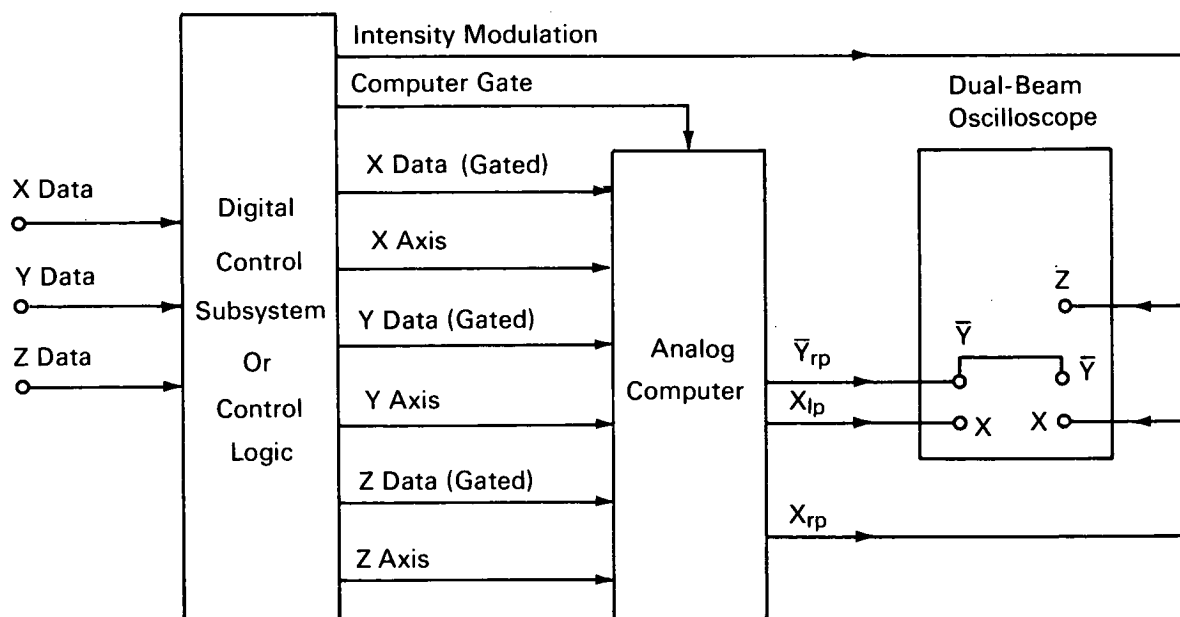 Intensity Modulation
Computer Gate
Dual-Beam
Oscilloscope
X Data
Y Data
Z Data
Digital
Control
Subsystem
Or
Control
Logic
X Data (Gated)
X Axis
Y Data (Gated)
Y Axis
Z Data (Gated)
Z Axis
Analog
Computer
Y̅rp
Xlp
Xrp
Z
Y̅
Y̅
X
X